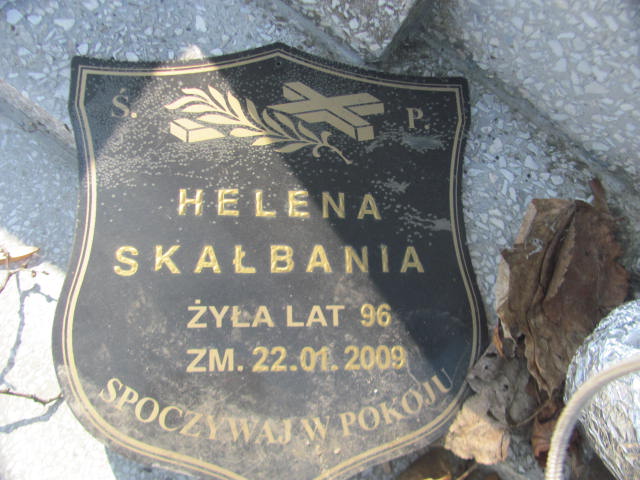 Ś. P.
HELENA
SKAŁBANIA
ŻYŁA LAT 96
ZM. 22.01.2009
SPOCZYWAJ W POKOJU